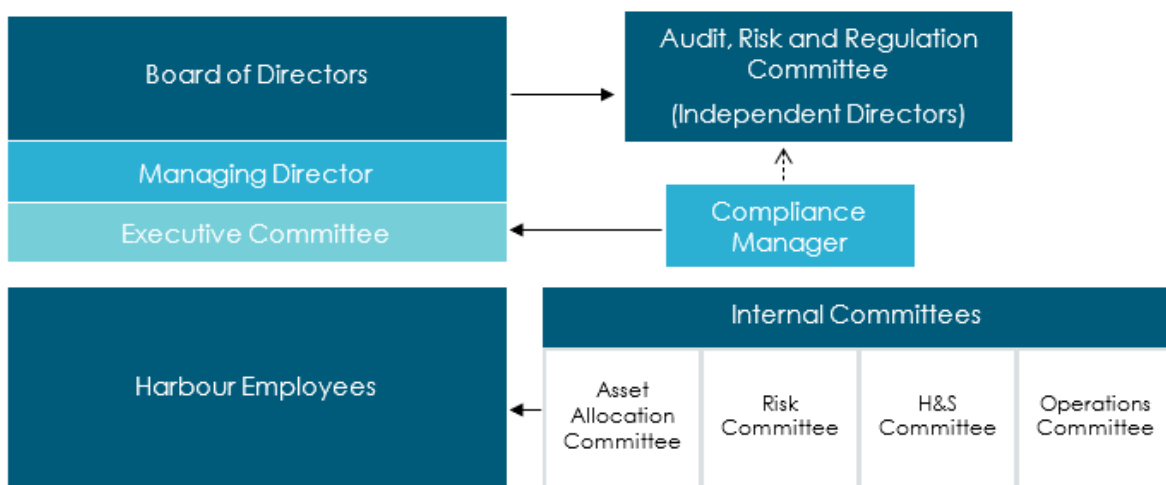 Board of Directors
Audit, Risk and Regulation
Committee
(Independent Directors)
Managing Director
Executive Committee
Compliance
Manager
Harbour Employees
Internal Committees
Asset
Allocation
Committee
Risk
Committee
H&S
Committee
Operations
Committee